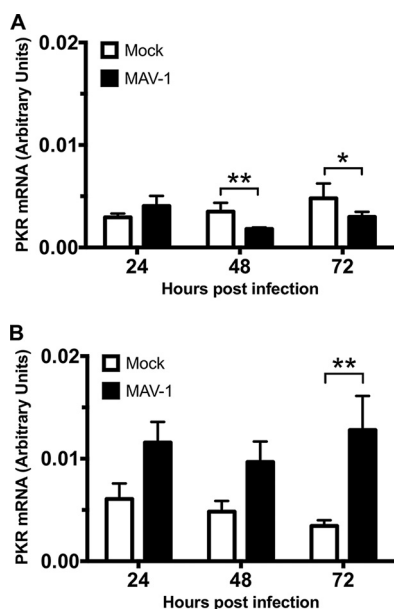 A
PKR mRNA (Arbitrary Units)
0.02
0.01
0.00
Mock
MAV-1
**
*
24 48 72
Hours post infection
B
PKR mRNA (Arbitrary Units)
0.02
0.01
0.00
Mock
MAV-1
**
24 48 72
Hours post infection